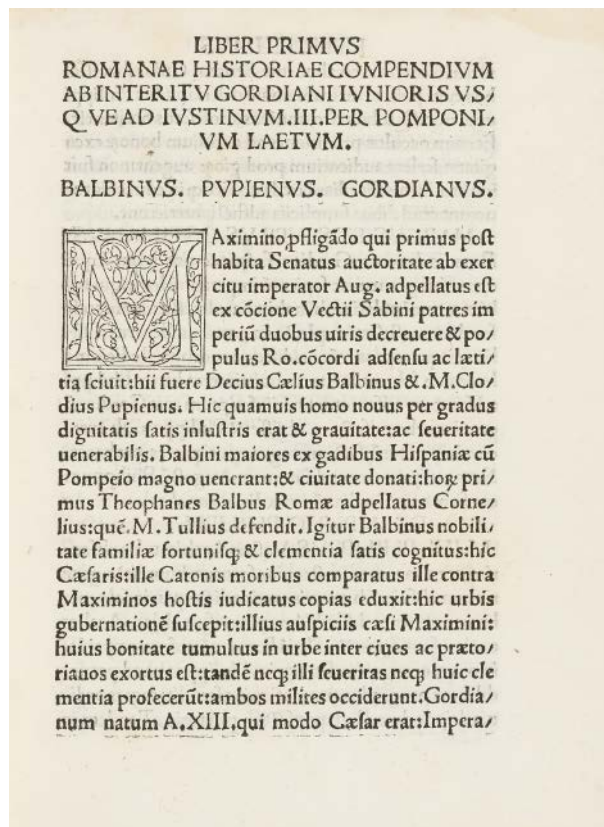 LIBER PRIMVS
ROMANAE HISTORIAE COMPENDIVM
AB INTERITV GORDIANI IVNIORIS VS/
Q VE AD IVSTINVM.III.PER POMPONI/
VM LAETVM.
BALBINVS. PVPIENVS. GORDIANVS.
MAximino ꝓfligãdo qui primus poſt
habita Senatus auctoritate ab exer
citu imperator Aug. adpellatus eſt
ex cõcione Vectii Sabini patres im
periũ duobus uiris decreuere & po/
pulus Ro.cõcordi adſenſu ac læti/
tia ſciuit:hii fuere Decius Cælius Balbinus &.M.Clo/
dius Pupienus. Hic quamuis homo nouus per gradus
dignitatis ſatis inluſtris erat & grauitate:ac ſeueritate
uenerabilis. Balbini maiores ex gadibus Hiſpaniæ cũ
Pompeio magno uenerant:& ciuitate donati:hoꝝ pri/
mus Theophanes Balbus Romæ adpellatus Corne/
lius:quẽ.M.Tullius defendit.Igitur Balbinus nobili/
tate familiæ fortuniſqꝫ & clementia ſatis cognitus:hic
Cæſaris:ille Catonis moribus comparatus ille contra
Maximinos hoſtis iudicatus copias eduxit:hic urbis
gubernationẽ ſuſcepit:illius auſpiciis cæſi Maximini:
huius bonitate tumultus in urbe inter ciues ac præto/
rianos exortus eſt:tandẽ neqꝫ illi ſeueritas neqꝫ huic cle
mentia profecerũt:ambos milites occiderunt.Gordia/
num natum A.XIII.qui modo Cæſar erat:Impera/